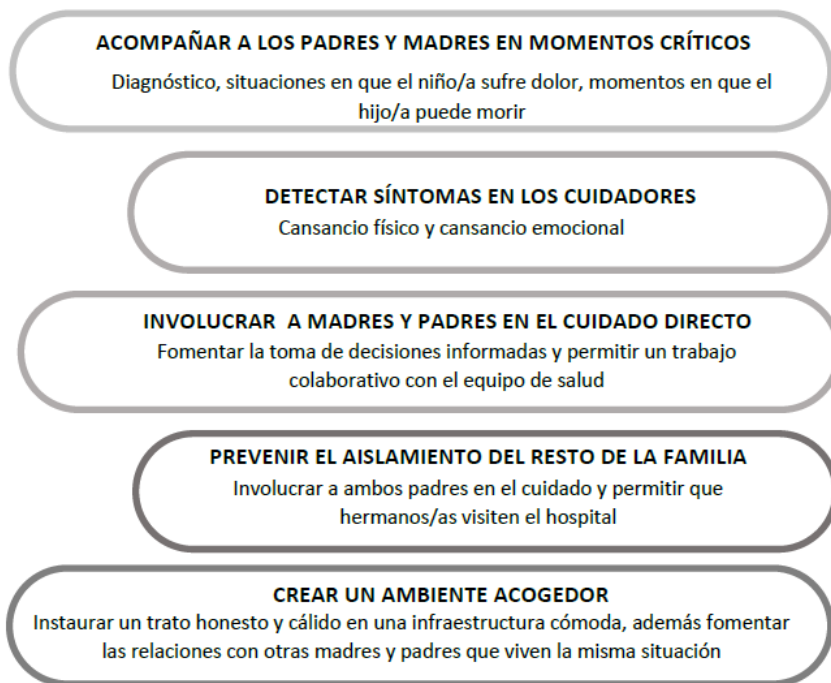 ACOMPAÑAR A LOS PADRES Y MADRES EN MOMENTOS CRÍTICOS
Diagnóstico, situaciones en que el niño/a sufre dolor, momentos en que el
hijo/a puede morir
DETECTAR SÍNTOMAS EN LOS CUIDADORES
Cansancio físico y cansancio emocional
INVOLUCRAR A MADRES Y PADRES EN EL CUIDADO DIRECTO
Fomentar la toma de decisiones informadas y permitir un trabajo
colaborativo con el equipo de salud
PREVENIR EL AISLAMIENTO DEL RESTO DE LA FAMILIA
Involucrar a ambos padres en el cuidado y permitir que
hermanos/as visiten el hospital
CREAR UN AMBIENTE ACOGEDOR
Instaurar un trato honesto y cálido en una infraestructura cómoda, además fomentar
las relaciones con otras madres y padres que viven la misma situación